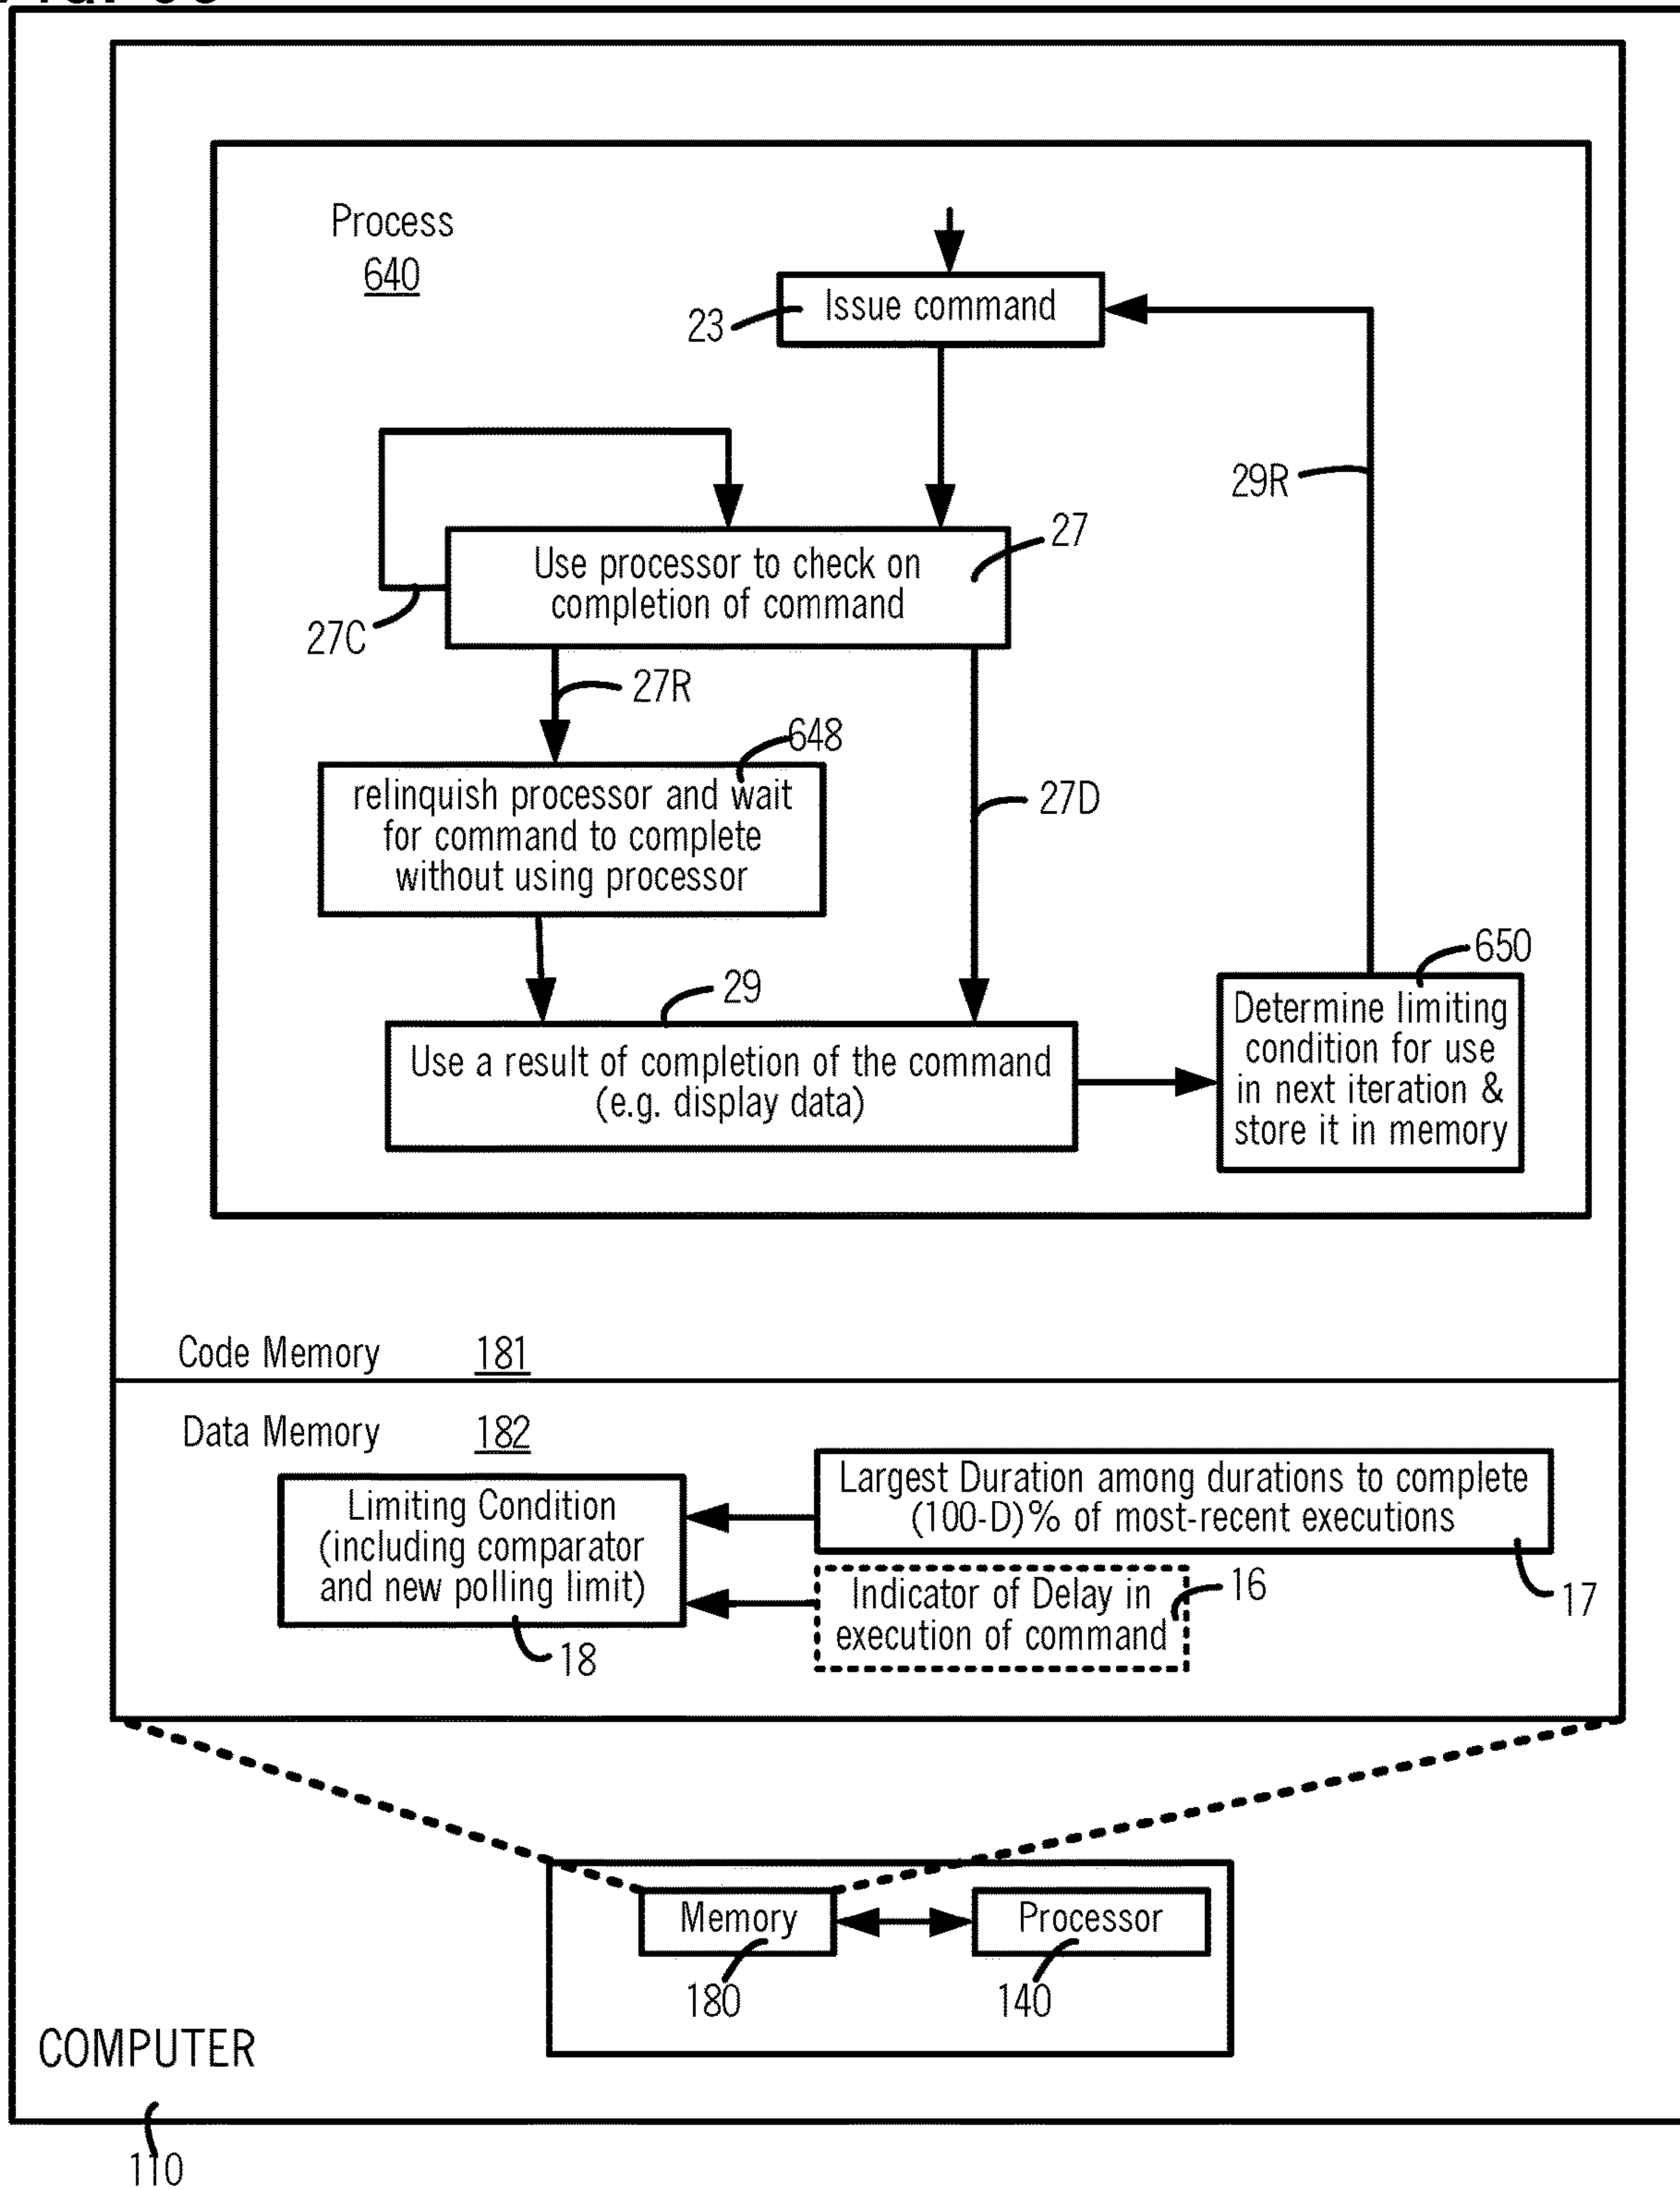 Process
640
Issue command
23
29R
27
Use processor to check on
completion of command
27C
27R
648
relinquish processor and wait
for command to complete
without using processor
27D
650
29
Determine limiting
condition for use
in next iteration &
store it in memory
Use a result of completion of the command
(e.g. display data)
Code Memory 181
Data Memory 182
Largest Duration among durations to complete
(100-D)% of most-recent executions
17
Limiting Condition
(including comparator
and new polling limit)
18
Indicator of Delay in
execution of command
16
Memory
Processor
180
140
COMPUTER
110